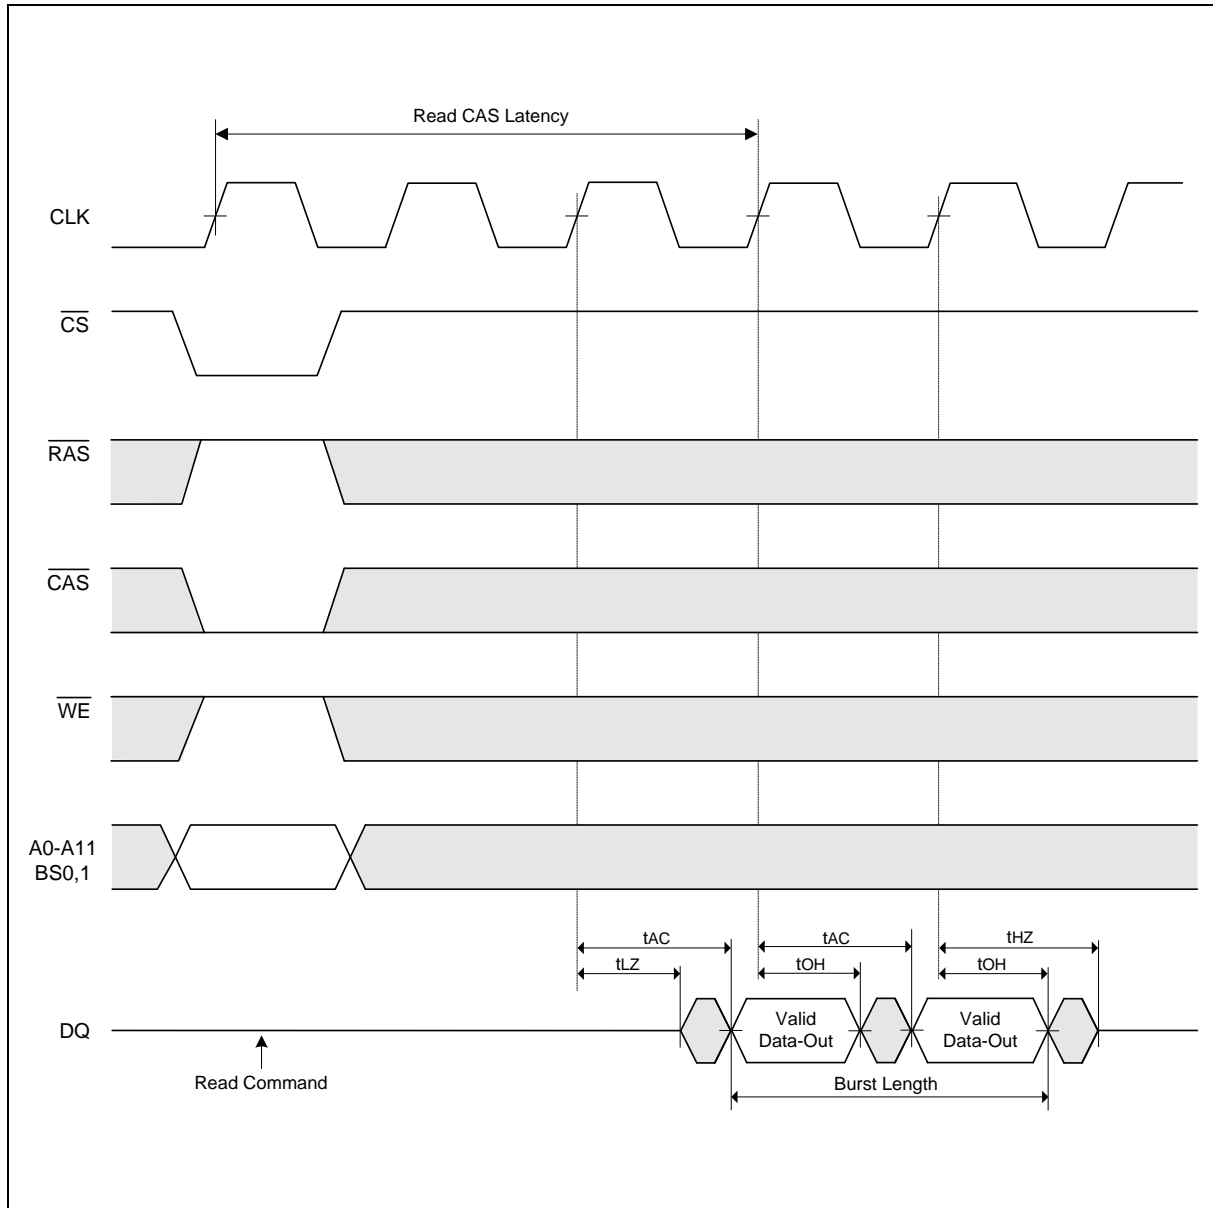 Read CAS Latency
CLK
CS
RAS
CAS
WE
A0-A11
BS0,1
tAC
tAC
tHZ
tLZ
tOH
tOH
DQ
Valid
Data-Out
Valid
Data-Out
Read Command
Burst Length